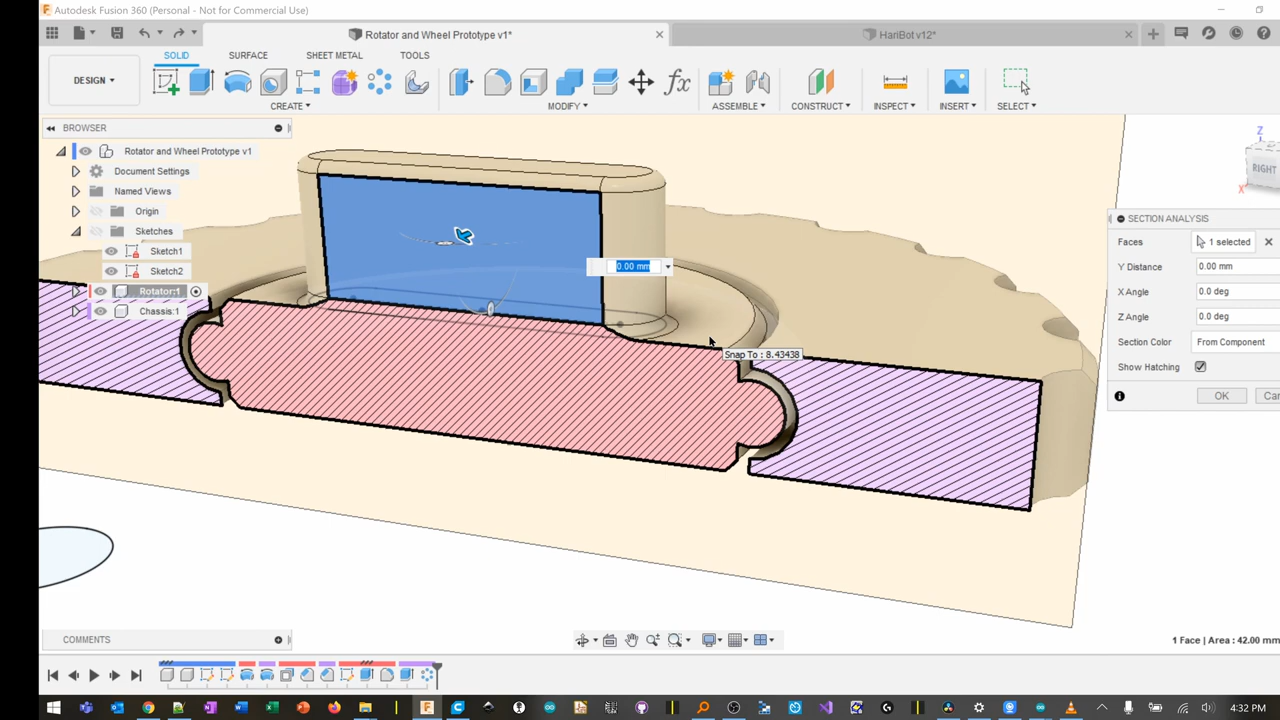 Autodesk Fusion 360 (Personal - Not for Commercial Use)
Rotator and Wheel Prototype v1*
HariBot v12*
SOLID
SURFACE
SHEET METAL
TOOLS
DESIGN
CREATE
MODIFY
ASSEMBLE
CONSTRUCT
INSPECT
INSERT
SELECT
BROWSER
Rotator and Wheel Prototype v1
Document Settings
Named Views
Origin
Sketches
Sketch1
Sketch2
Rotator:1
Chassis:1
0.00 mm
Snap To : 8.43438
Z
RIGHT
X
SECTION ANALYSIS
Faces 1 selected
Y Distance 0.00 mm
X Angle 0.0 deg
Z Angle 0.0 deg
Section Color From Component
Show Hatching
OK Can
COMMENTS
1 Face | Area : 42.00 mm
4:32 PM